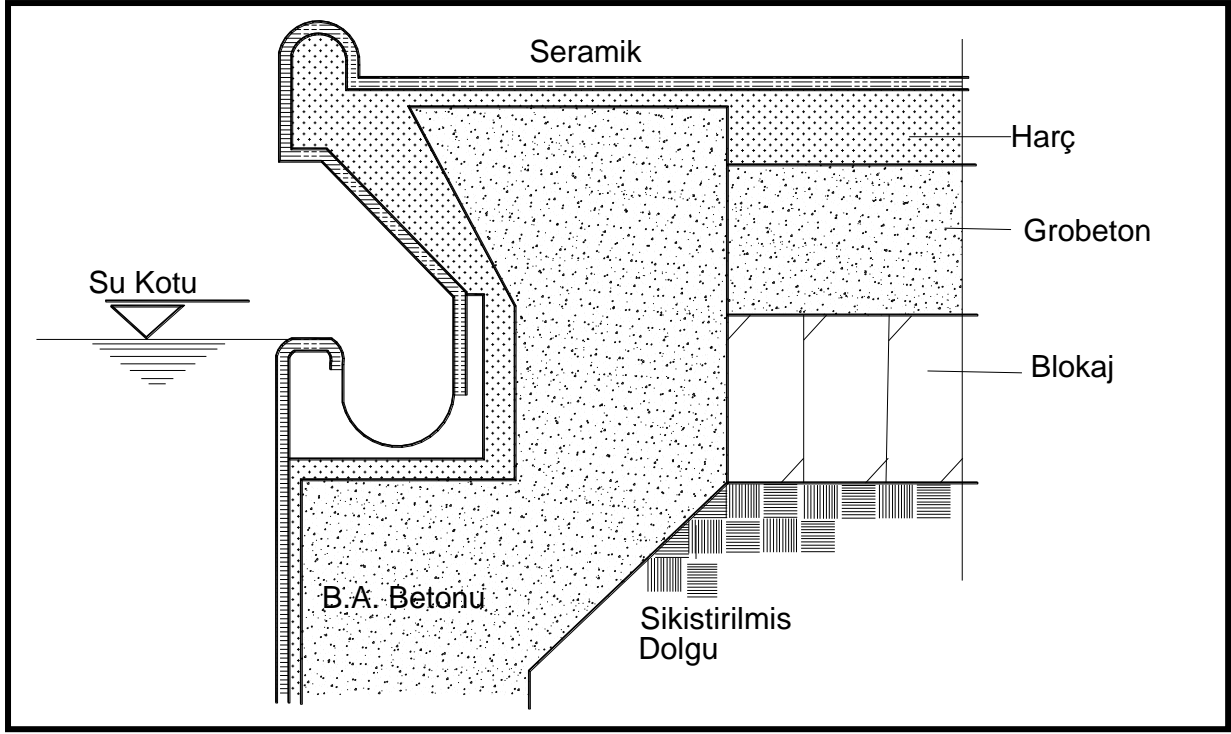 Seramik
Harç
Grobeton
Su Kotu
Blokaj
B.A. Betonu
Sikistirilmis
Dolgu